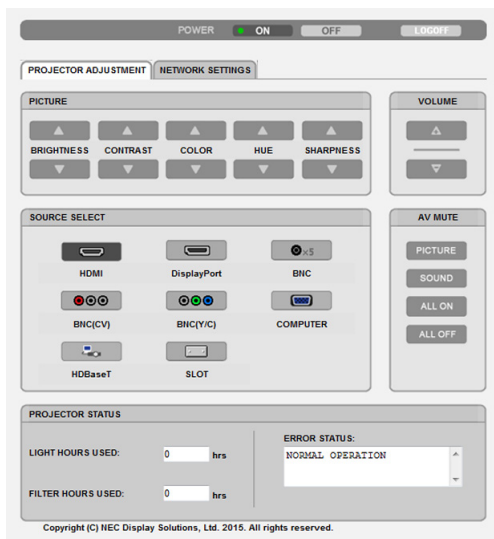 POWER ON OFF LOGOFF
PROJECTOR ADJUSTMENT NETWORK SETTINGS
PICTURE VOLUME
BRIGHTNESS CONTRAST COLOR HUE SHARPNESS
SOURCE SELECT AV MUTE
×5 PICTURE
HDMI DisplayPort BNC
SOUND
BNC(CV) BNC(Y/C) COMPUTER
ALL ON
ALL OFF
HDBaseT SLOT
PROJECTOR STATUS
ERROR STATUS:
LIGHT HOURS USED: 0 hrs NORMAL OPERATION
FILTER HOURS USED: 0 hrs
Copyright (C) NEC Display Solutions, Ltd. 2015. All rights reserved.